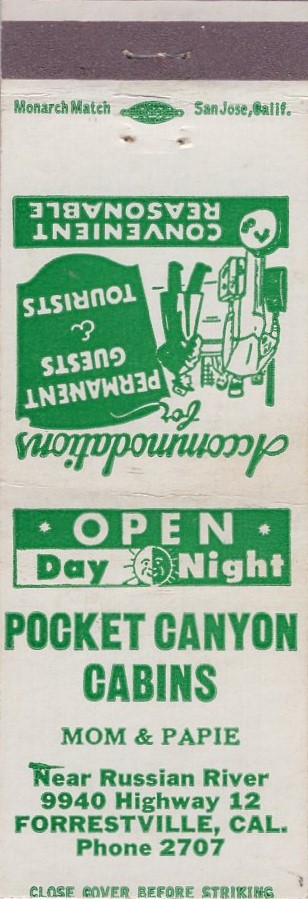 Monarch Match San Jose, Calif.
Accommodations
for
PERMANENT
GUESTS
&
TOURISTS
CONVENIENT
REASONABLE
OPEN
Day Night
POCKET CANYON
CABINS
MOM & PAPIE
Near Russian River
9940 Highway 12
FORRESTVILLE, CAL.
Phone 2707
CLOSE COVER BEFORE STRIKING